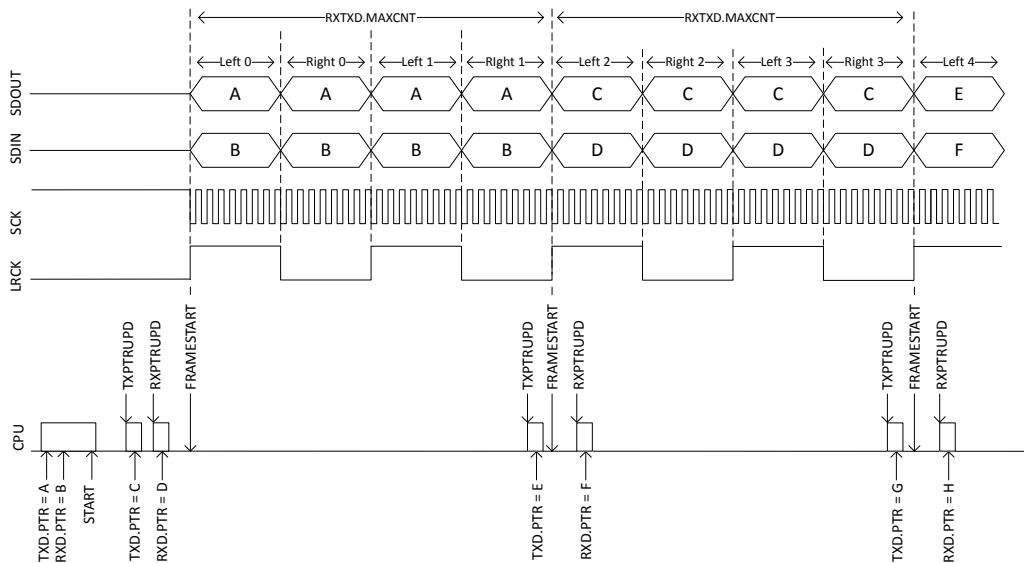 RXTXD.MAXCNT RXTXD.MAXCNT
Left 0 Right 0 Left 1 RIght 1 Left 2 Right 2 Left 3 Right 3 Left 4
SDOUT A A A A C C C C E
SDIN B B B B D D D D F
SCK
LRCK
TXPTRUPD RXPTRUPD FRAMESTART TXPTRUPD FRAMESTART RXPTRUPD TXPTRUPD FRAMESTART RXPTRUPD
CPU
TXD.PTR = A RXD.PTR = B START TXD.PTR = C RXD.PTR = D TXD.PTR = E RXD.PTR = F TXD.PTR = G RXD.PTR = H